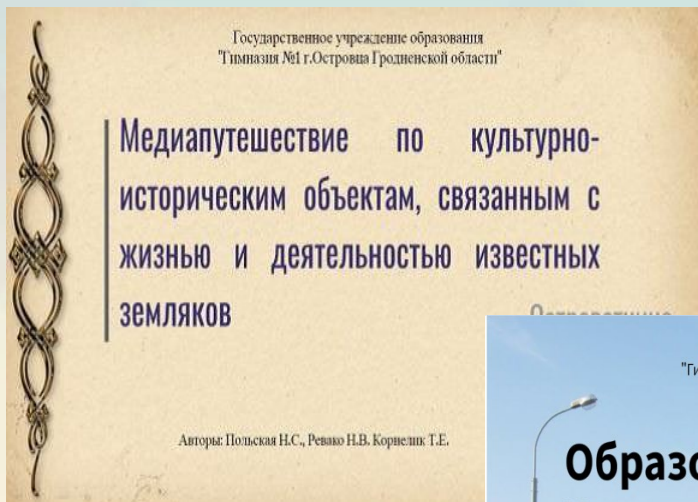 Государственное учреждение образования
"Гимназия №1 г.Островца Гродненской области"
Медиапутешествие по культурно-
историческим объектам, связанным с
жизнью и деятельностью известных
земляков
Авторы: Польская Н.С., Ревако Н.В. Корнелик Т.Е.